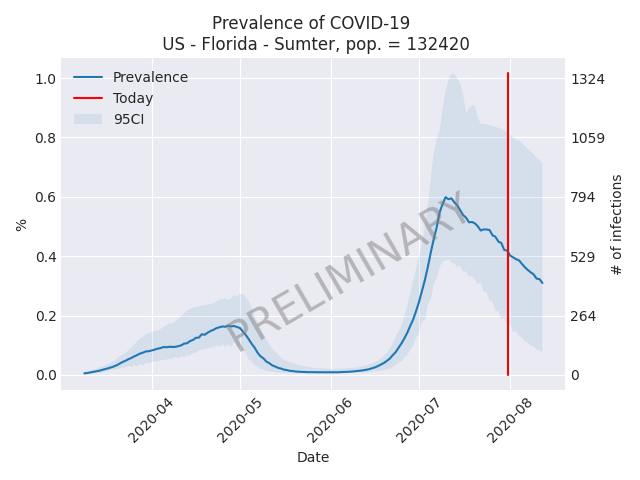 Prevalence of COVID-19
US - Florida - Sumter, pop. = 132420
Prevalence
Today
95CI
PRELIMINARY
%
1.0
0.8
0.6
0.4
0.2
0.0
1324
1059
794
529
264
0
# of infections
2020-04
2020-05
2020-06
2020-07
2020-08
Date